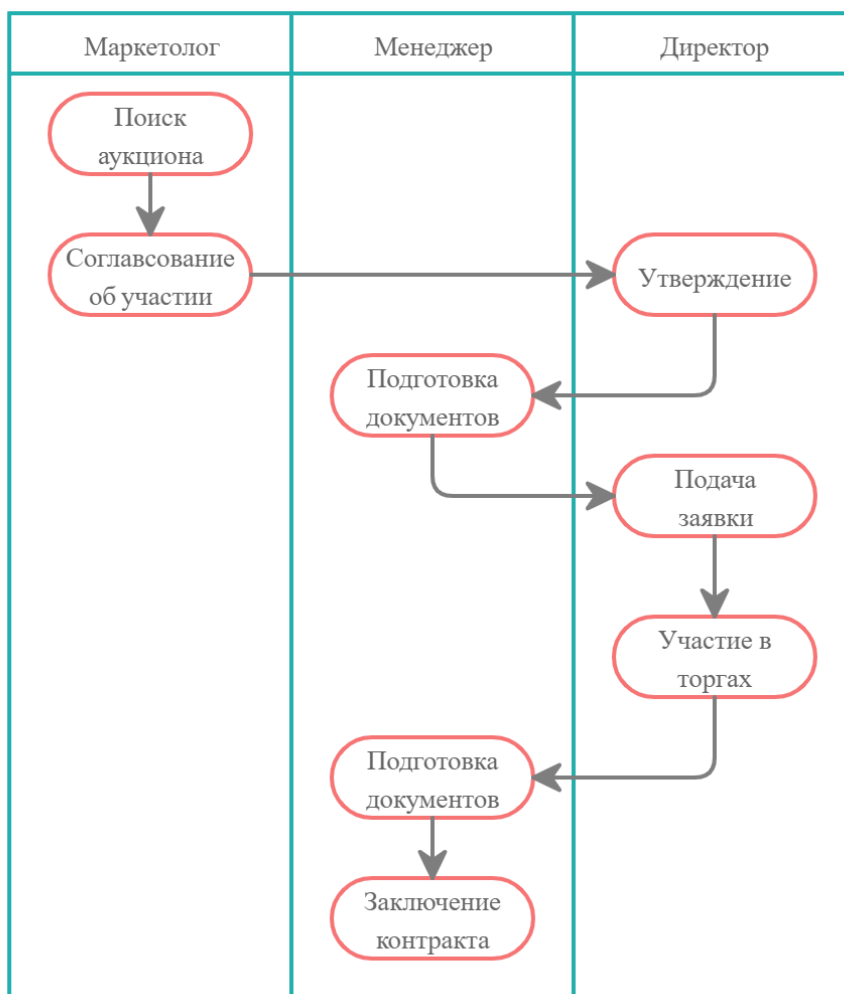 Маркетолог
Менеджер
Директор
Поиск
аукциона
Соглавсование
об участии
Утверждение
Подготовка
документов
Подача
заявки
Участие в
торгах
Подготовка
документов
Заключение
контракта